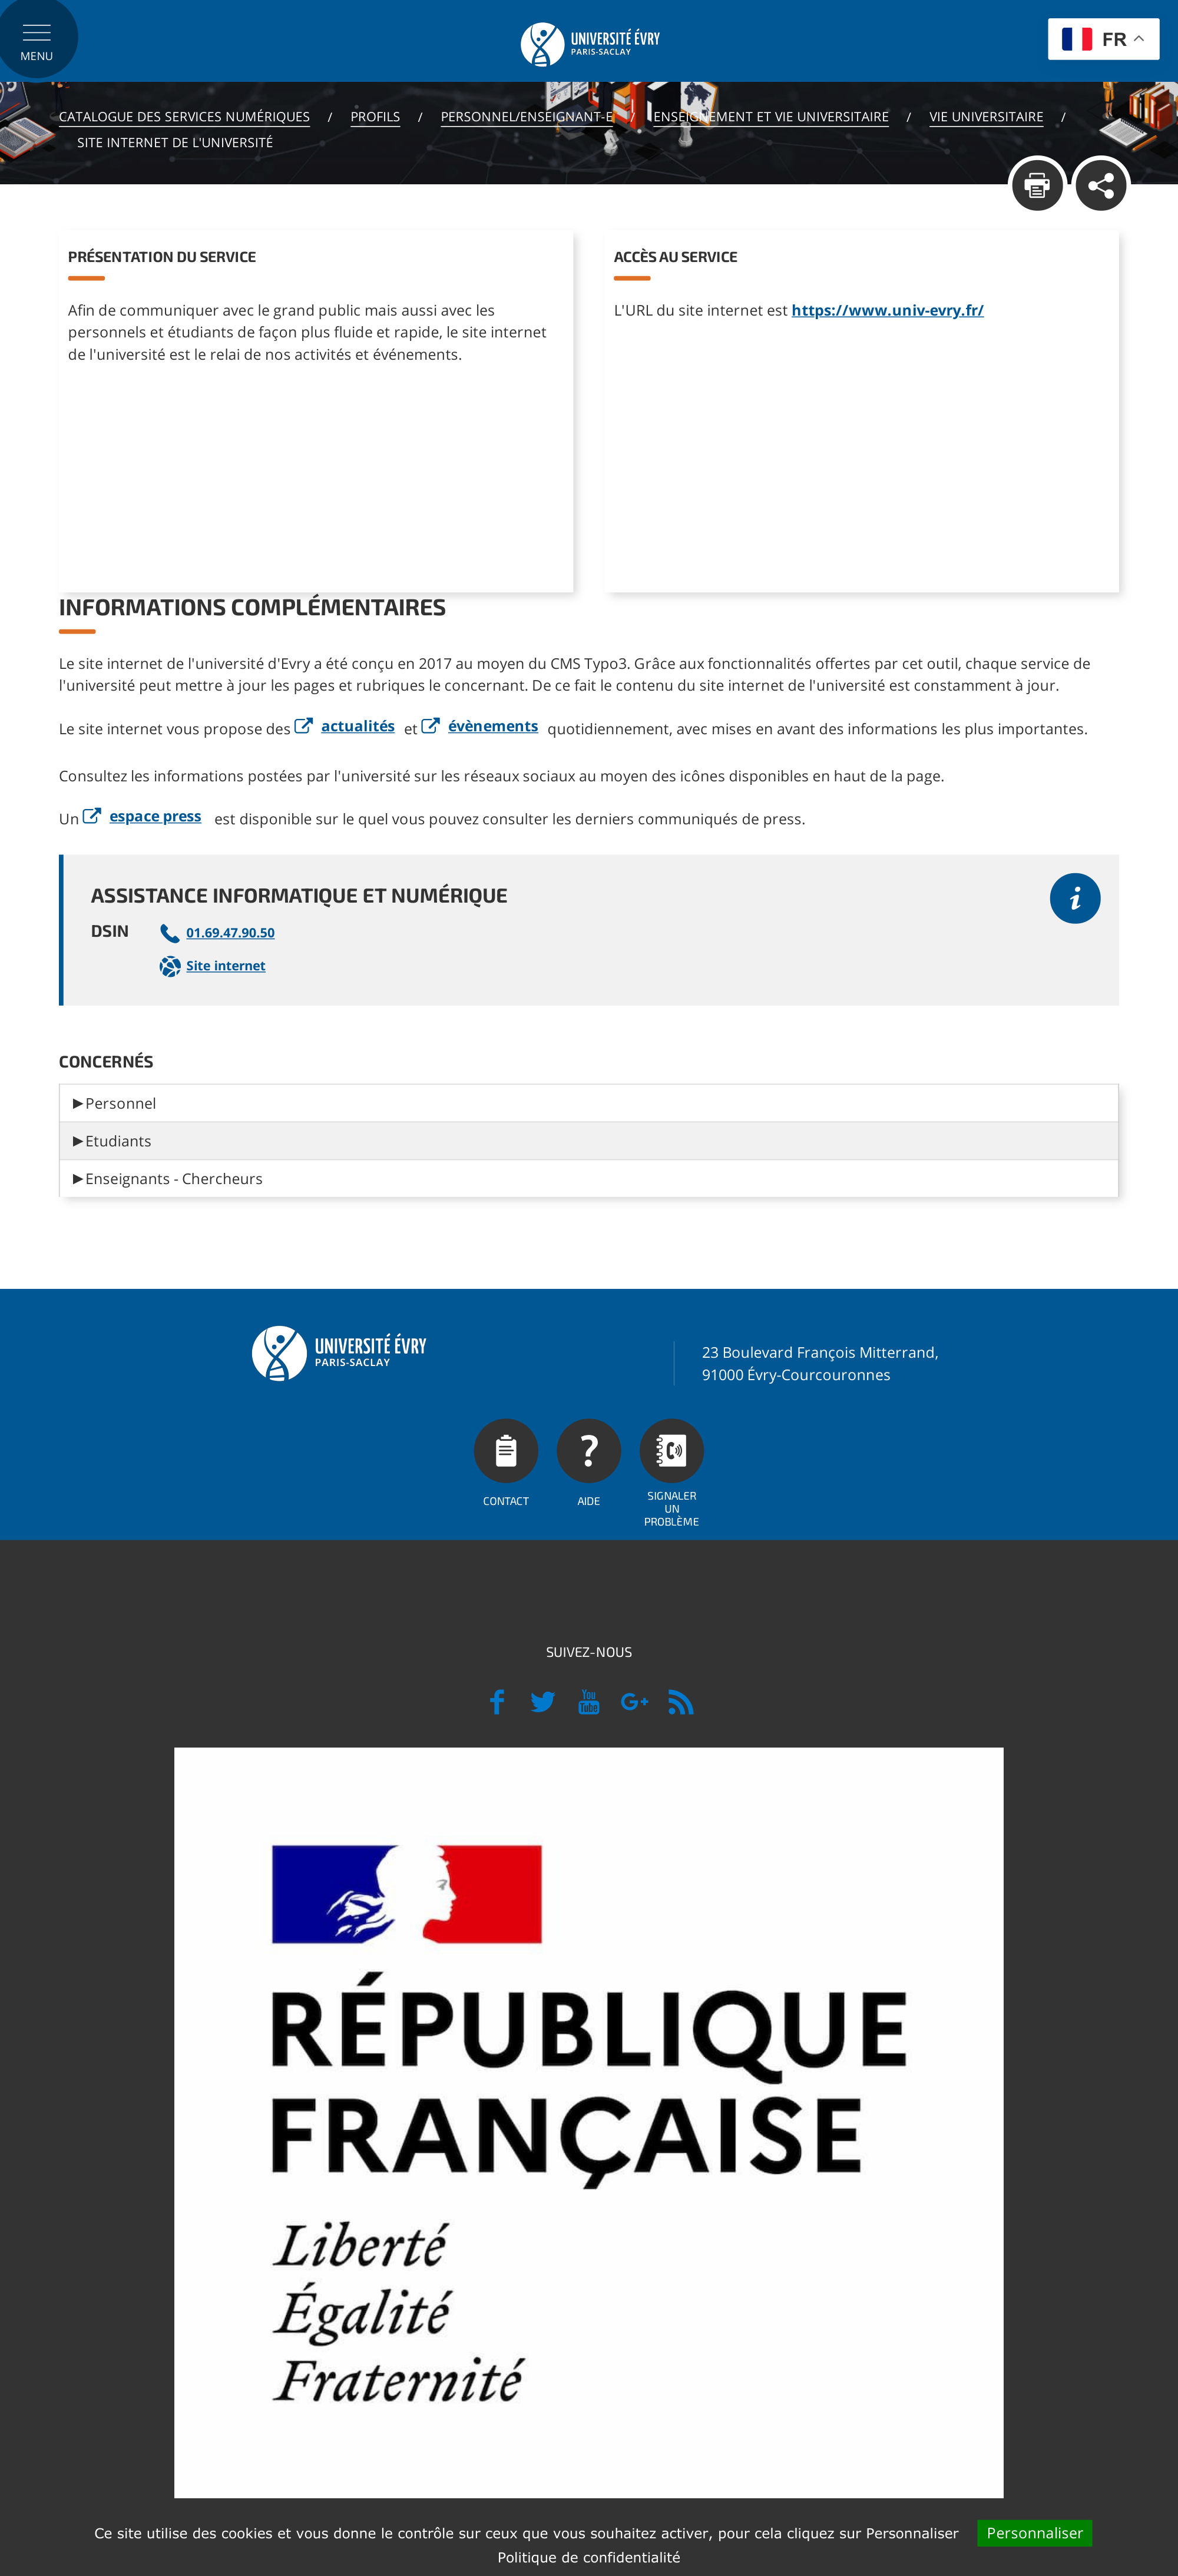 MENU
UNIVERSITÉ ÉVRY
PARIS-SACLAY
FR
CATALOGUE DES SERVICES NUMÉRIQUES / PROFILS / PERSONNEL/ENSEIGNANT-E / ENSEIGNEMENT ET VIE UNIVERSITAIRE / VIE UNIVERSITAIRE /
SITE INTERNET DE L'UNIVERSITÉ
PRÉSENTATION DU SERVICE
Afin de communiquer avec le grand public mais aussi avec les
personnels et étudiants de façon plus fluide et rapide, le site internet
de l'université est le relai de nos activités et événements.
ACCÈS AU SERVICE
L'URL du site internet est https://www.univ-evry.fr/
INFORMATIONS COMPLÉMENTAIRES
Le site internet de l'université d'Evry a été conçu en 2017 au moyen du CMS Typo3. Grâce aux fonctionnalités offertes par cet outil, chaque service de
l'université peut mettre à jour les pages et rubriques le concernant. De ce fait le contenu du site internet de l'université est constamment à jour.
Le site internet vous propose des actualités et évènements quotidiennement, avec mises en avant des informations les plus importantes.
Consultez les informations postées par l'université sur les réseaux sociaux au moyen des icônes disponibles en haut de la page.
Un espace press est disponible sur le quel vous pouvez consulter les derniers communiqués de press.
ASSISTANCE INFORMATIQUE ET NUMÉRIQUE
DSIN 01.69.47.90.50
Site internet
CONCERNÉS
Personnel
Etudiants
Enseignants - Chercheurs
UNIVERSITÉ ÉVRY
PARIS-SACLAY
23 Boulevard François Mitterrand,
91000 Évry-Courcouronnes
CONTACT
AIDE
SIGNALER
UN
PROBLÈME
SUIVEZ-NOUS
You
Tube
G+
RÉPUBLIQUE
FRANÇAISE
Liberté
Égalité
Fraternité
Ce site utilise des cookies et vous donne le contrôle sur ceux que vous souhaitez activer, pour cela cliquez sur Personnaliser Personnaliser
Politique de confidentialité